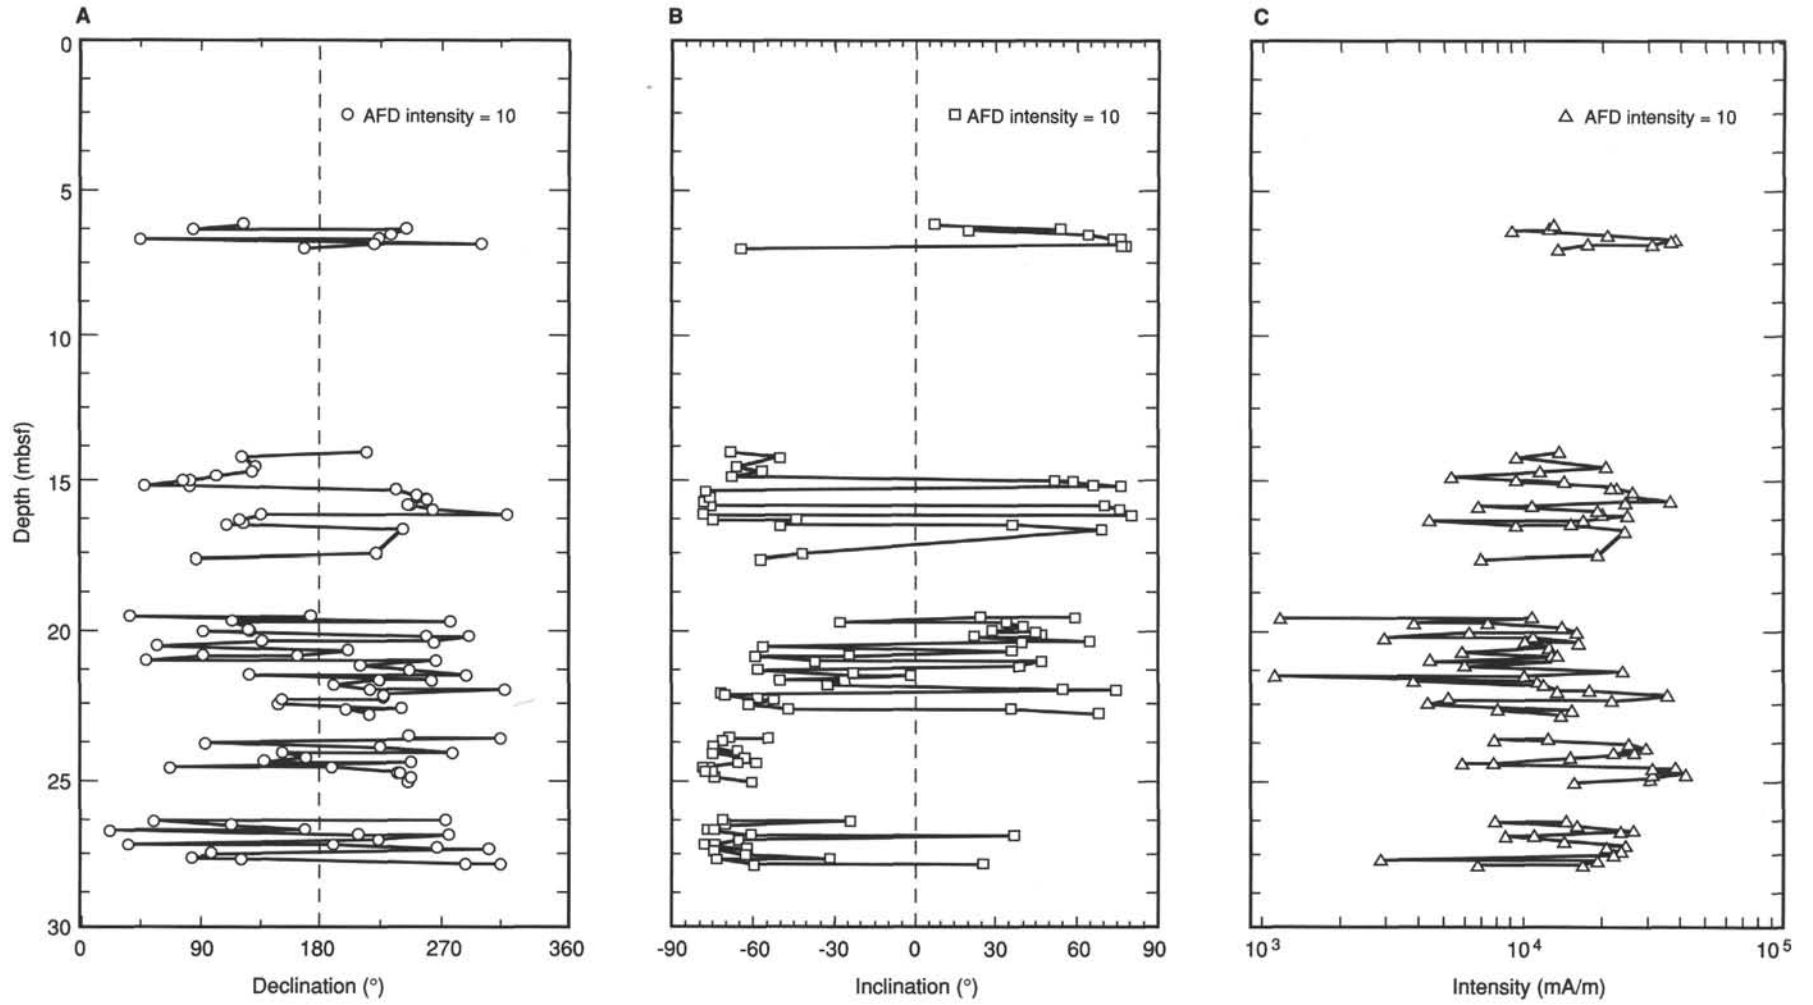 A
B
C
AFD intensity = 10
AFD intensity = 10
AFD intensity = 10
0
5
10
15
20
25
30
Depth (mbsf)
0 90 180 270 360
-90 -60 -30 0 30 60 90
10³ 10⁴ 10⁵
Declination (°)
Inclination (°)
Intensity (mA/m)